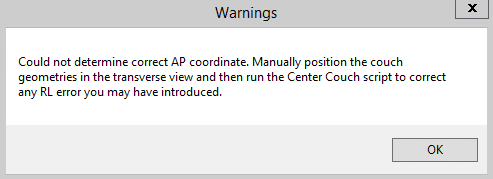 Warnings
x
Could not determine correct AP coordinate. Manually position the couch
geometries in the transverse view and then run the Center Couch script to correct
any RL error you may have introduced.
OK